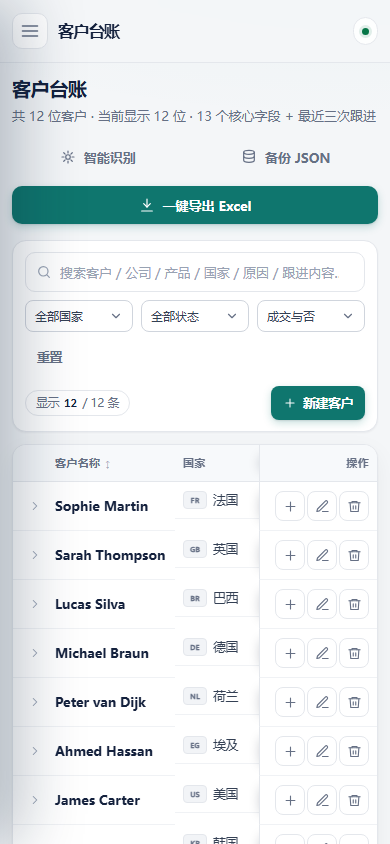 客户台账
客户台账
共 12 位客户 · 当前显示 12 位 · 13 个核心字段 + 最近三次跟进
智能识别
备份 JSON
一键导出 Excel
搜索客户 / 公司 / 产品 / 国家 / 原因 / 跟进内容..
全部国家
全部状态
成交与否
重置
显示 12 / 12 条
+ 新建客户
客户名称 ↕ 国家 操作
Sophie Martin FR 法国
Sarah Thompson GB 英国
Lucas Silva BR 巴西
Michael Braun DE 德国
Peter van Dijk NL 荷兰
Ahmed Hassan EG 埃及
James Carter US 美国